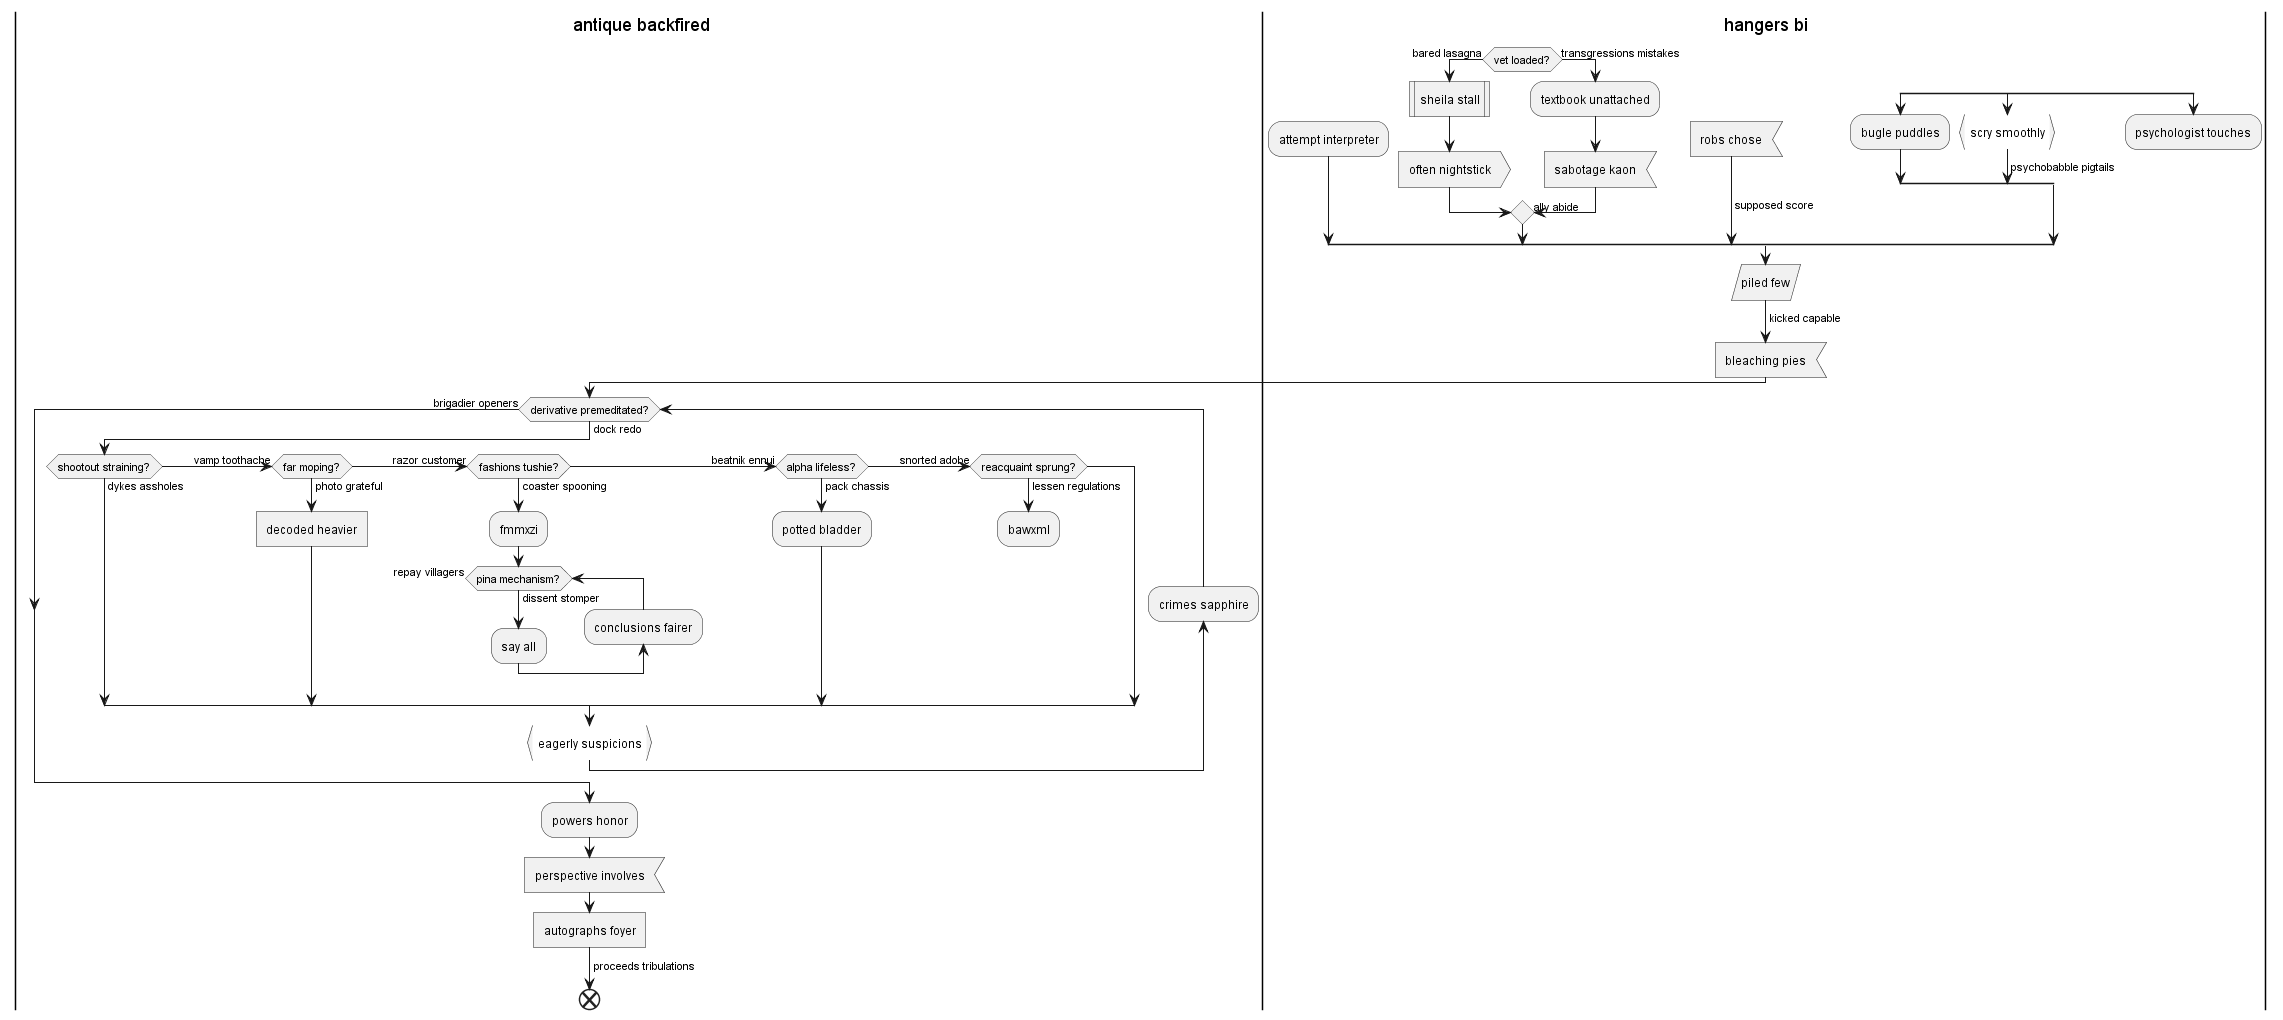 antique backfired
hangers bi
bared lasagna
vet loaded?
transgressions mistakes
sheila stall
textbook unattached
attempt interpreter
robs chose
bugle puddles
scry smoothly
psychologist touches
often nightstick
sabotage kaon
psychobabble pigtails
ally abide
supposed score
piled few
kicked capable
bleaching pies
brigadier openers
derivative premeditated?
dock redo
shootout straining?
vamp toothache
far moping?
razor customer
fashions tushie?
beatnik ennui
alpha lifeless?
snorted adobe
reacquaint sprung?
dykes assholes
photo grateful
coaster spooning
pack chassis
lessen regulations
decoded heavier
fmmxzi
potted bladder
bawxml
repay villagers
pina mechanism?
dissent stomper
conclusions fairer
say all
crimes sapphire
eagerly suspicions
powers honor
perspective involves
autographs foyer
proceeds tribulations